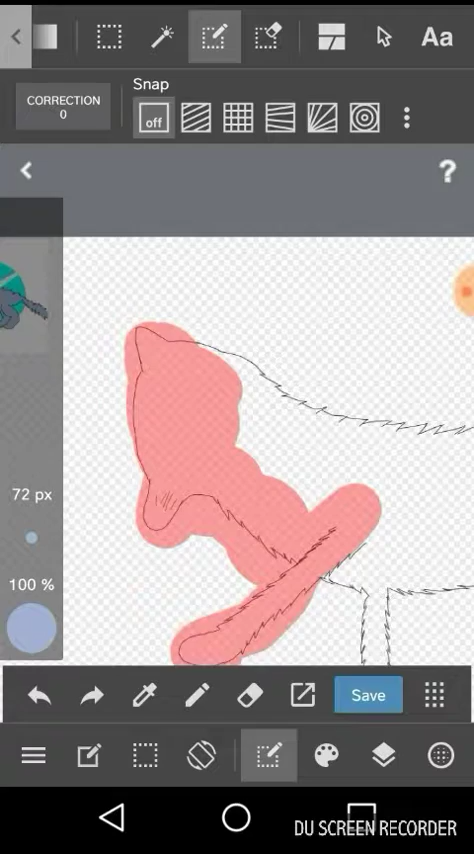 Aa
Snap
CORRECTION
0
off
?
72 px
100 %
Save
DU SCREEN RECORDER